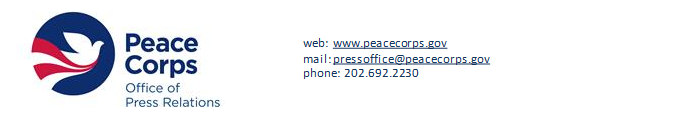 Peace
Corps
Office of
Press Relations
web: www.peacecorps.gov
mail: pressoffice@peacecorps.gov
phone: 202.692.2230